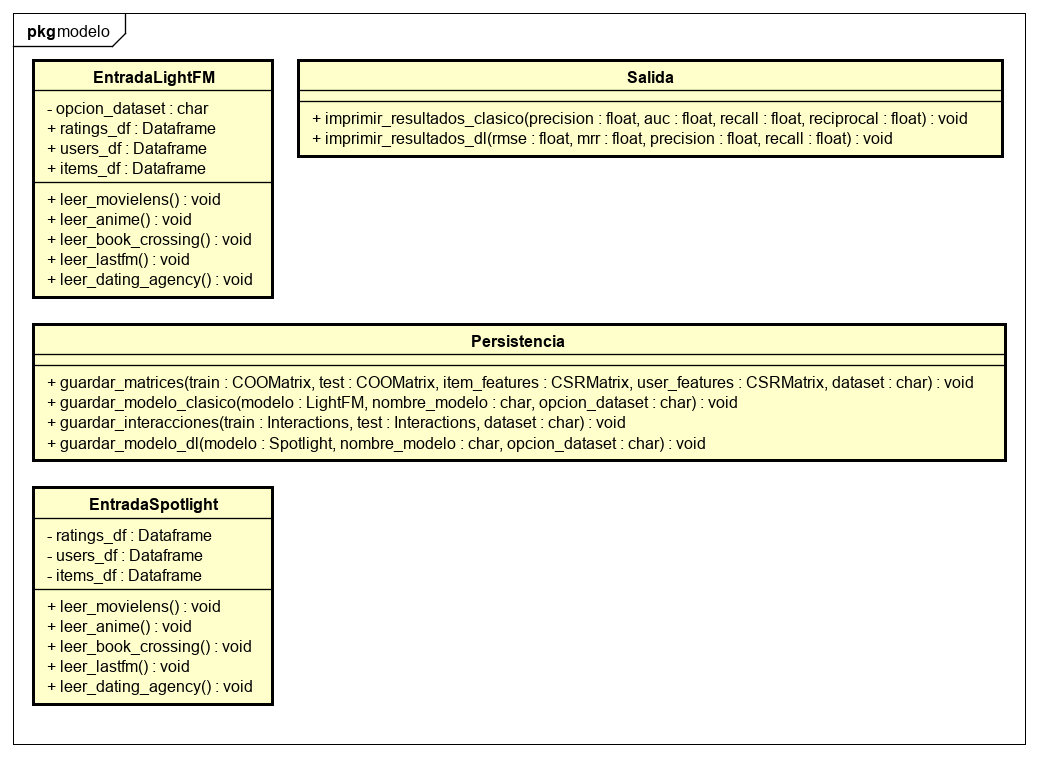 pkg modelo
EntradaLightFM
- opcion_dataset : char
+ ratings_df : Dataframe
+ users_df : Dataframe
+ items_df : Dataframe
+ leer_movielens() : void
+ leer_anime() : void
+ leer_book_crossing() : void
+ leer_lastfm() : void
+ leer_dating_agency() : void
Salida
+ imprimir_resultados_clasico(precision : float, auc : float, recall : float, reciprocal : float) : void
+ imprimir_resultados_dl(rmse : float, mrr : float, precision : float, recall : float) : void
Persistencia
+ guardar_matrices(train : COOMatrix, test : COOMatrix, item_features : CSRMatrix, user_features : CSRMatrix, dataset : char) : void
+ guardar_modelo_clasico(modelo : LightFM, nombre_modelo : char, opcion_dataset : char) : void
+ guardar_interacciones(train : Interactions, test : Interactions, dataset : char) : void
+ guardar_modelo_dl(modelo : Spotlight, nombre_modelo : char, opcion_dataset : char) : void
EntradaSpotlight
- ratings_df : Dataframe
- users_df : Dataframe
- items_df : Dataframe
+ leer_movielens() : void
+ leer_anime() : void
+ leer_book_crossing() : void
+ leer_lastfm() : void
+ leer_dating_agency() : void